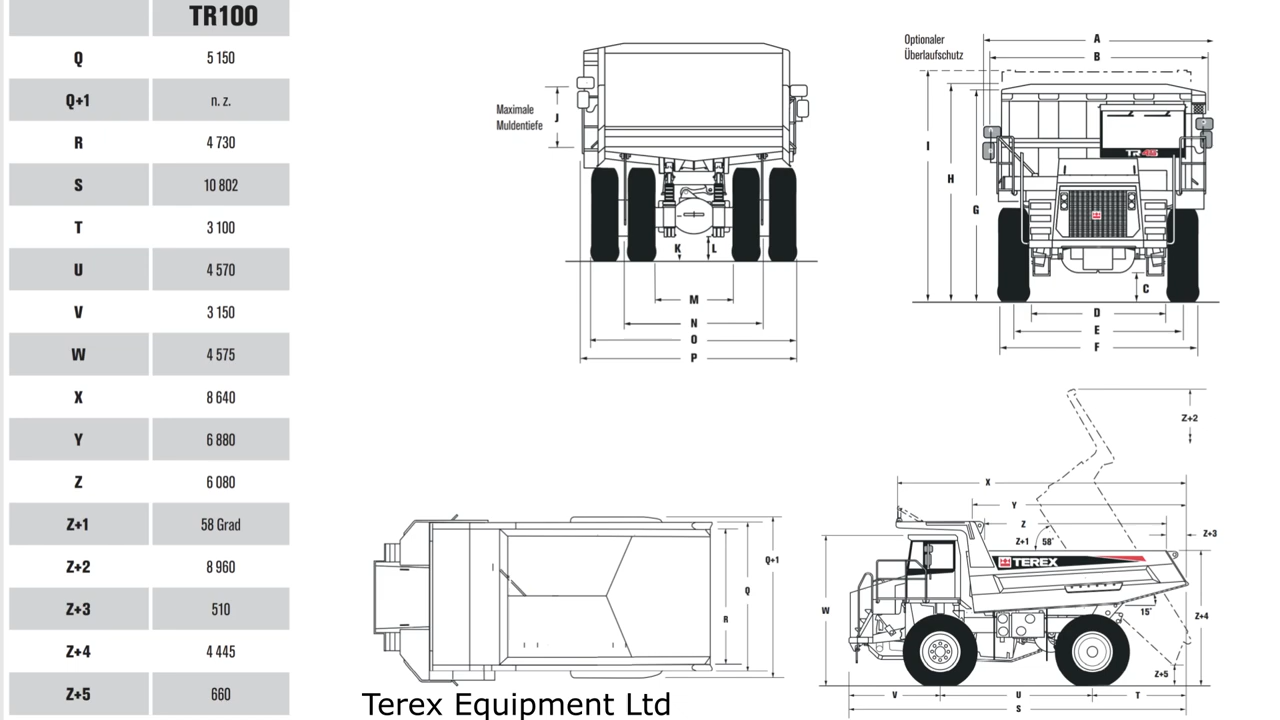 TR100
Q 5 150
Q+1 n. z.
R 4 730
S 10 802
T 3 100
U 4 570
V 3 150
W 4 575
X 8 640
Y 6 880
Z 6 080
Z+1 58 Grad
Z+2 8 960
Z+3 510
Z+4 4 445
Z+5 660
Maximale
Muldentiefe
J
K
L
M
N
O
P
Optionaler
Überlaufschutz
A
B
I
H
G
TR45
C
D
E
F
Q+1
Q
R
Z+2
X
Y
Z
Z+1 58°
Z+3
TEREX
W
15°
Z+4
Z+5
V
U
T
S
Terex Equipment Ltd